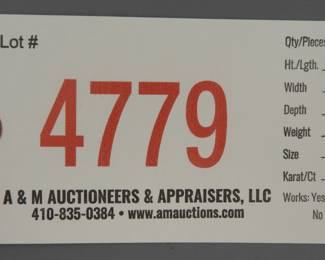 Lot #
4779
A & M AUCTIONEERS & APPRAISERS, LLC
410-835-0384 • www.amauctions.com
Qty/Pieces
Ht./Lgth.
Width
Depth
Weight
Size
Karat/Ct
Works: Yes
No